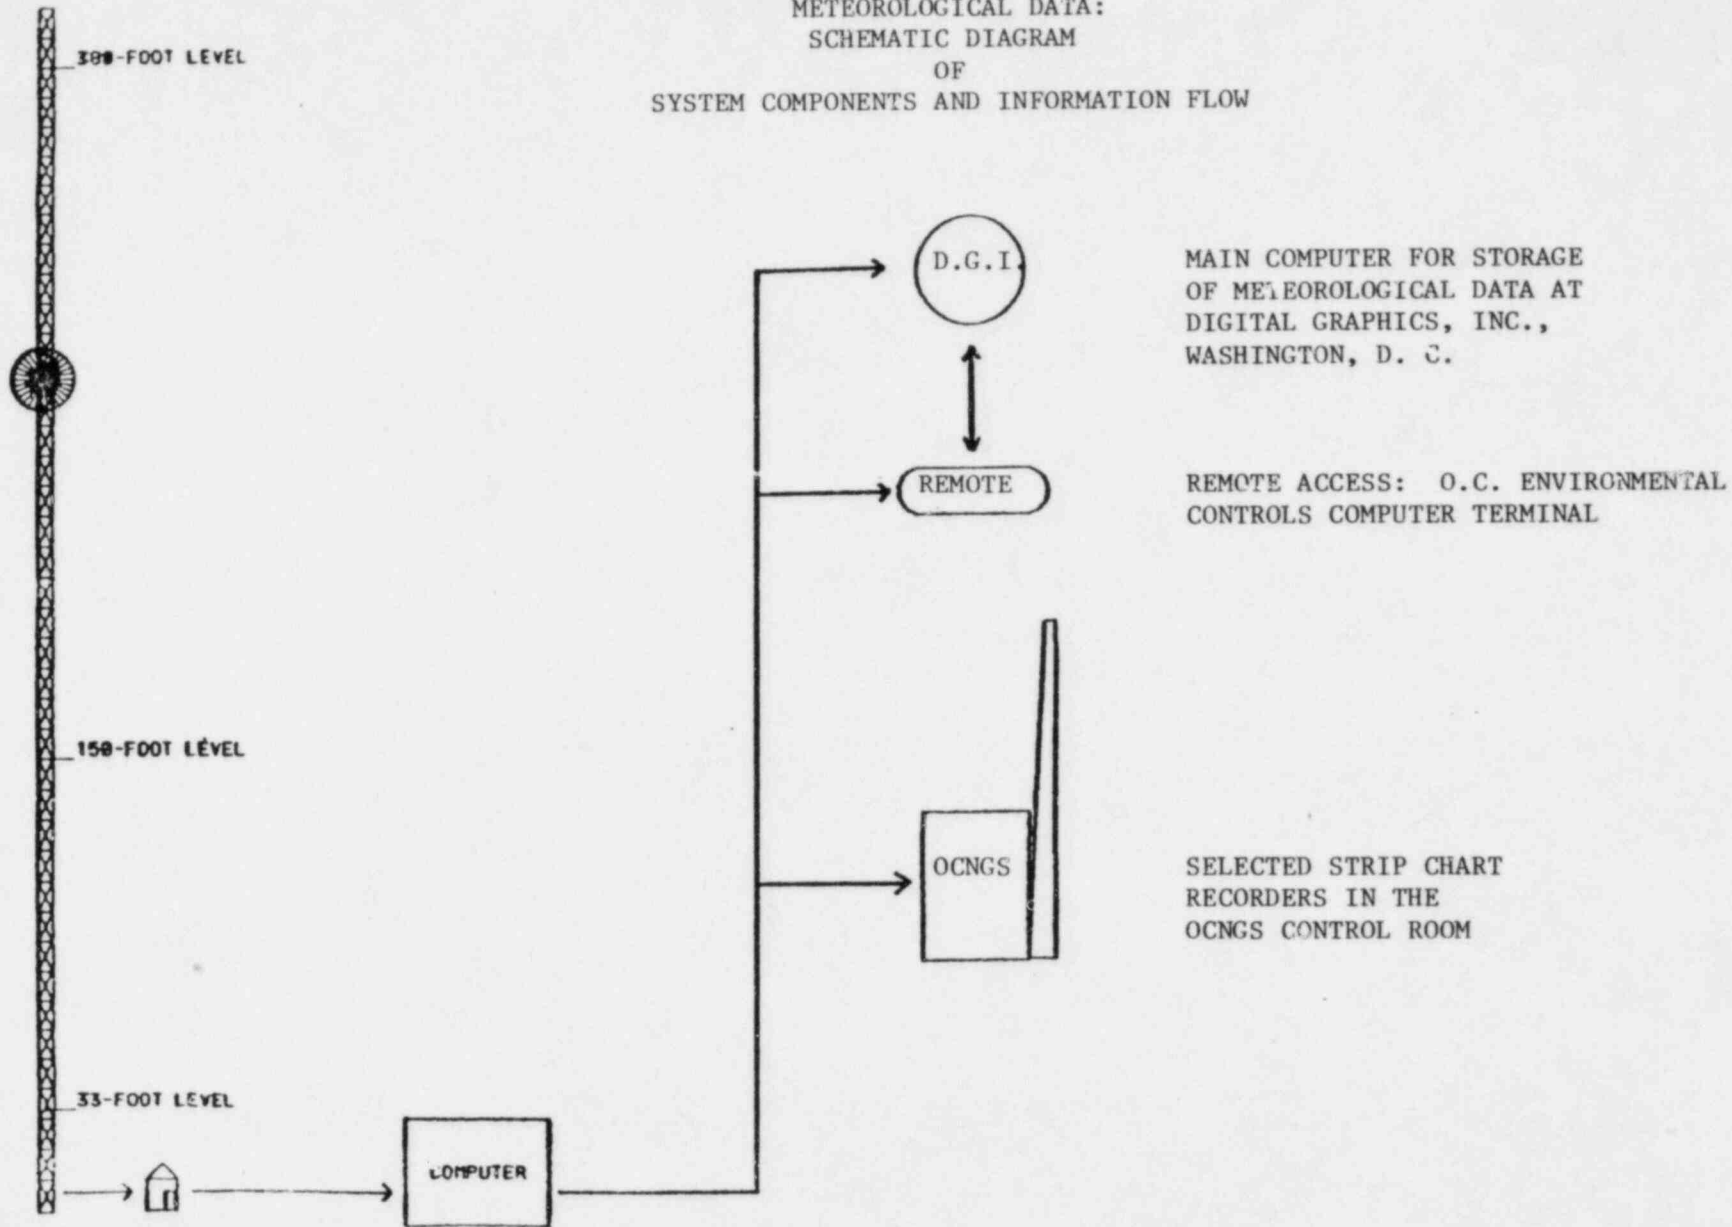 METEOROLOGICAL DATA:
SCHEMATIC DIAGRAM
OF
SYSTEM COMPONENTS AND INFORMATION FLOW
380-FOOT LEVEL
D.G.I.
MAIN COMPUTER FOR STORAGE
OF METEOROLOGICAL DATA AT
DIGITAL GRAPHICS, INC.,
WASHINGTON, D. C.
REMOTE
REMOTE ACCESS: O.C. ENVIRONMENTAL
CONTROLS COMPUTER TERMINAL
150-FOOT LEVEL
OCNGS
SELECTED STRIP CHART
RECORDERS IN THE
OCNGS CONTROL ROOM
33-FOOT LEVEL
COMPUTER